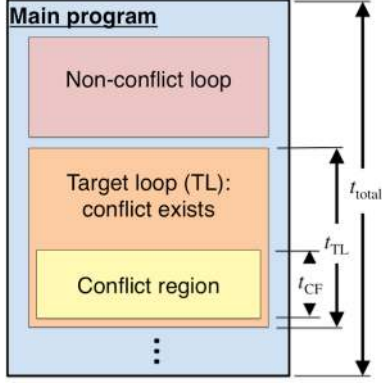 Main program
Non-conflict loop
Target loop (TL):
conflict exists
Conflict region
t_total
t_TL
t_CF